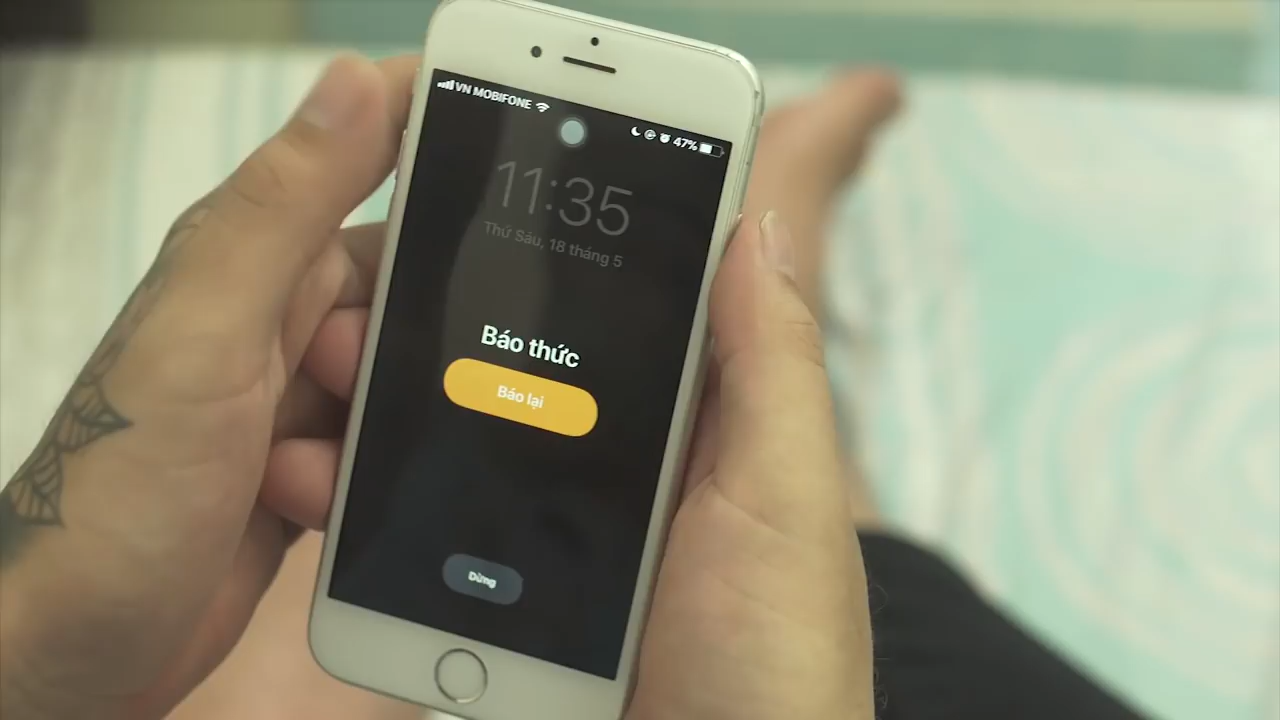 VN MOBIFONE 47%
11:35
Thứ Sáu, 18 tháng 5
Báo thức
Báo lại
Dừng